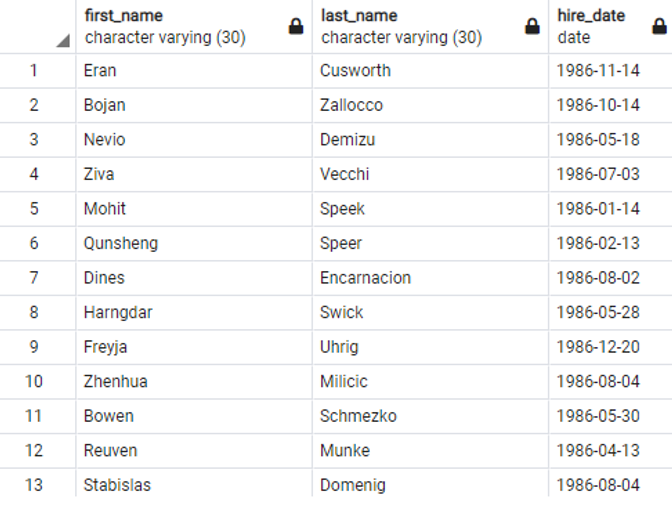 first_name last_name hire_date
character varying (30) character varying (30) date
1 Eran Cusworth 1986-11-14
2 Bojan Zallocco 1986-10-14
3 Nevio Demizu 1986-05-18
4 Ziva Vecchi 1986-07-03
5 Mohit Speek 1986-01-14
6 Qunsheng Speer 1986-02-13
7 Dines Encarnacion 1986-08-02
8 Harngdar Swick 1986-05-28
9 Freyja Uhrig 1986-12-20
10 Zhenhua Milicic 1986-08-04
11 Bowen Schmezko 1986-05-30
12 Reuven Munke 1986-04-13
13 Stabislas Domenig 1986-08-04